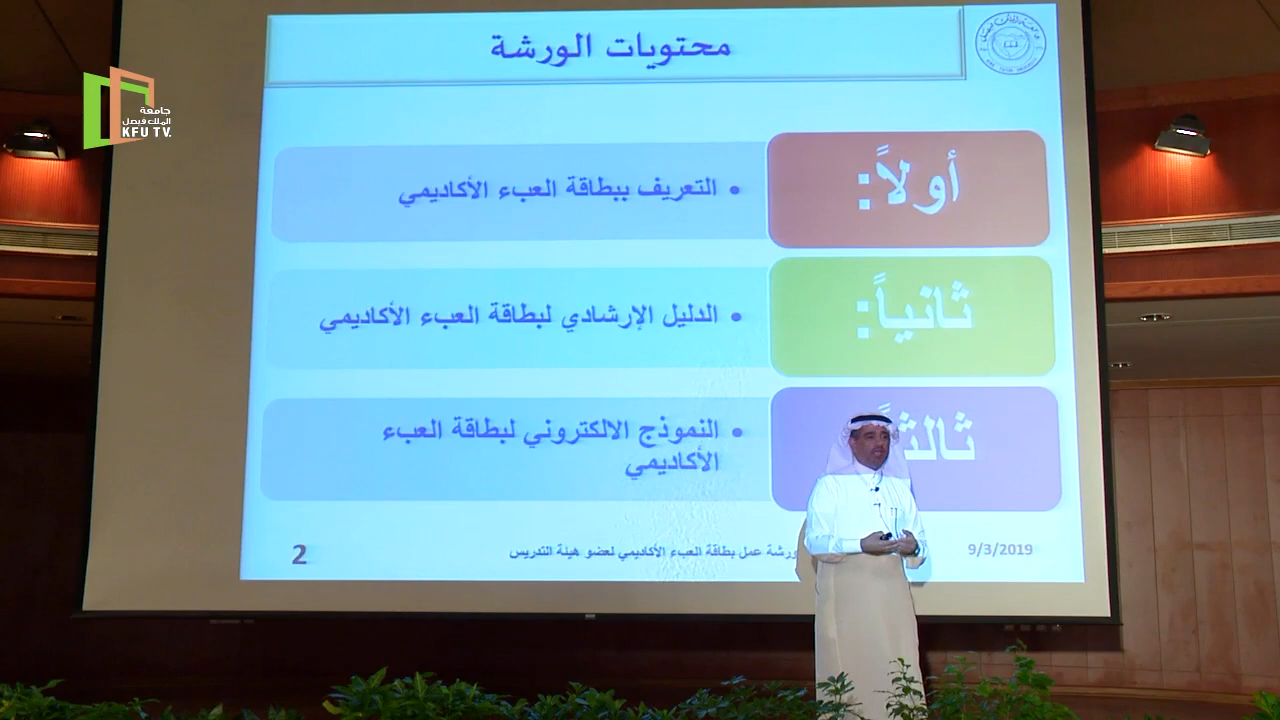 محتويات الورشة
جامعة
الملك فيصل
KFU TV.
أولاً:
• التعريف ببطاقة العبء الأكاديمي
ثانياً:
• الدليل الإرشادي لبطاقة العبء الأكاديمي
• النموذج الالكتروني لبطاقة العبء
الأكاديمي
9/3/2019
ورشة عمل بطاقة العبء الأكاديمي لعضو هيئة التدريس
2